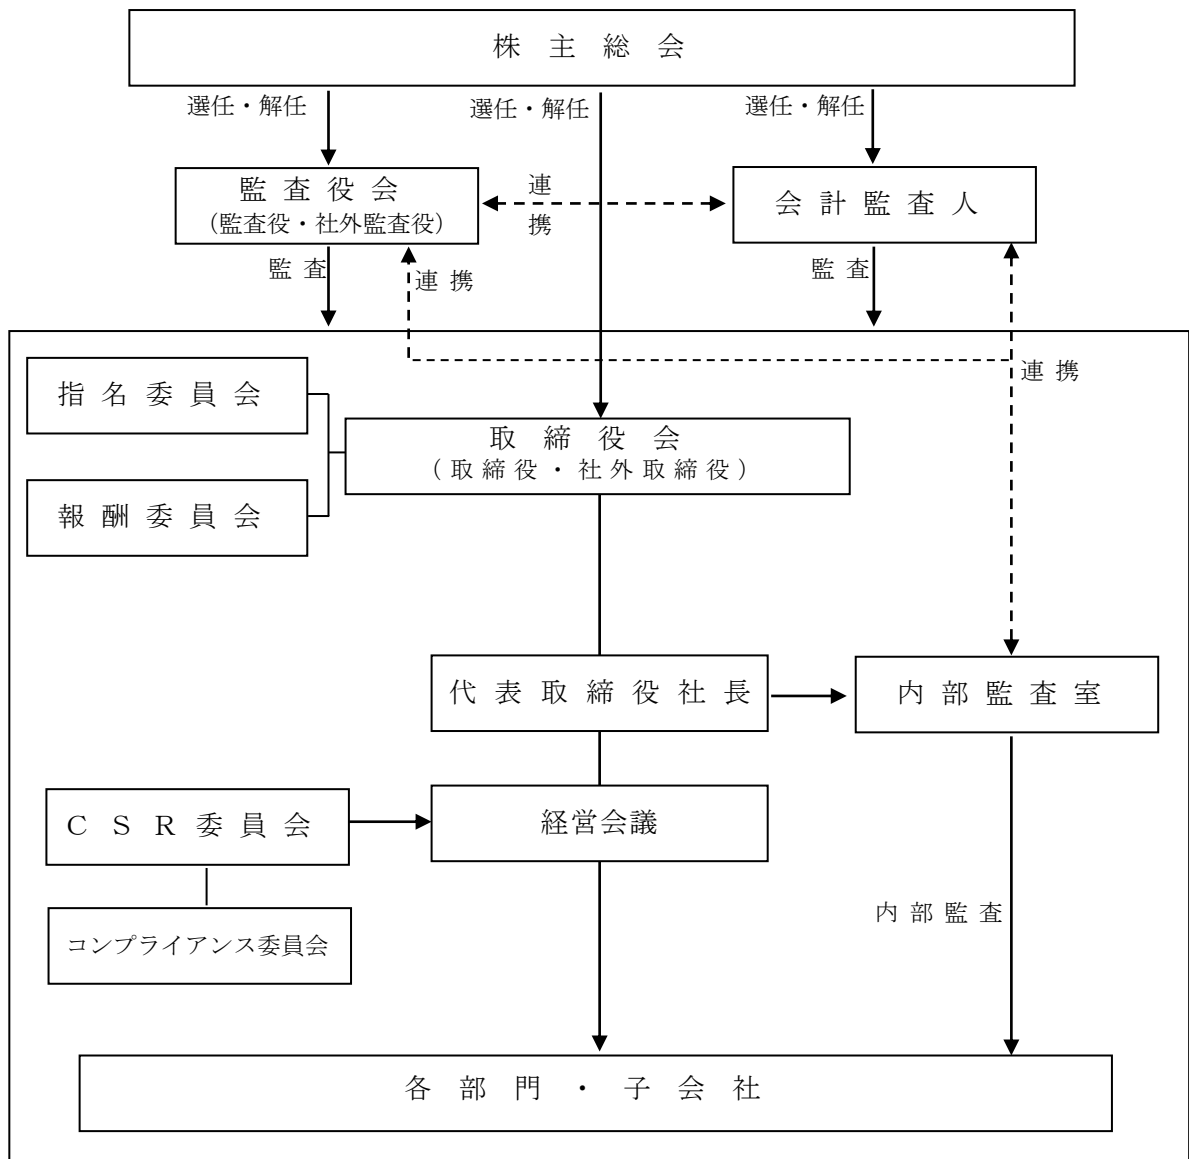 株主総会
選任・解任
選任・解任
選任・解任
監査役会
(監査役・社外監査役)
連
携
会計監査人
監査
連携
監査
連携
指名委員会
取締役会
(取締役・社外取締役)
報酬委員会
代表取締役社長
内部監査室
CSR委員会
経営会議
内部監査
コンプライアンス委員会
各部門・子会社